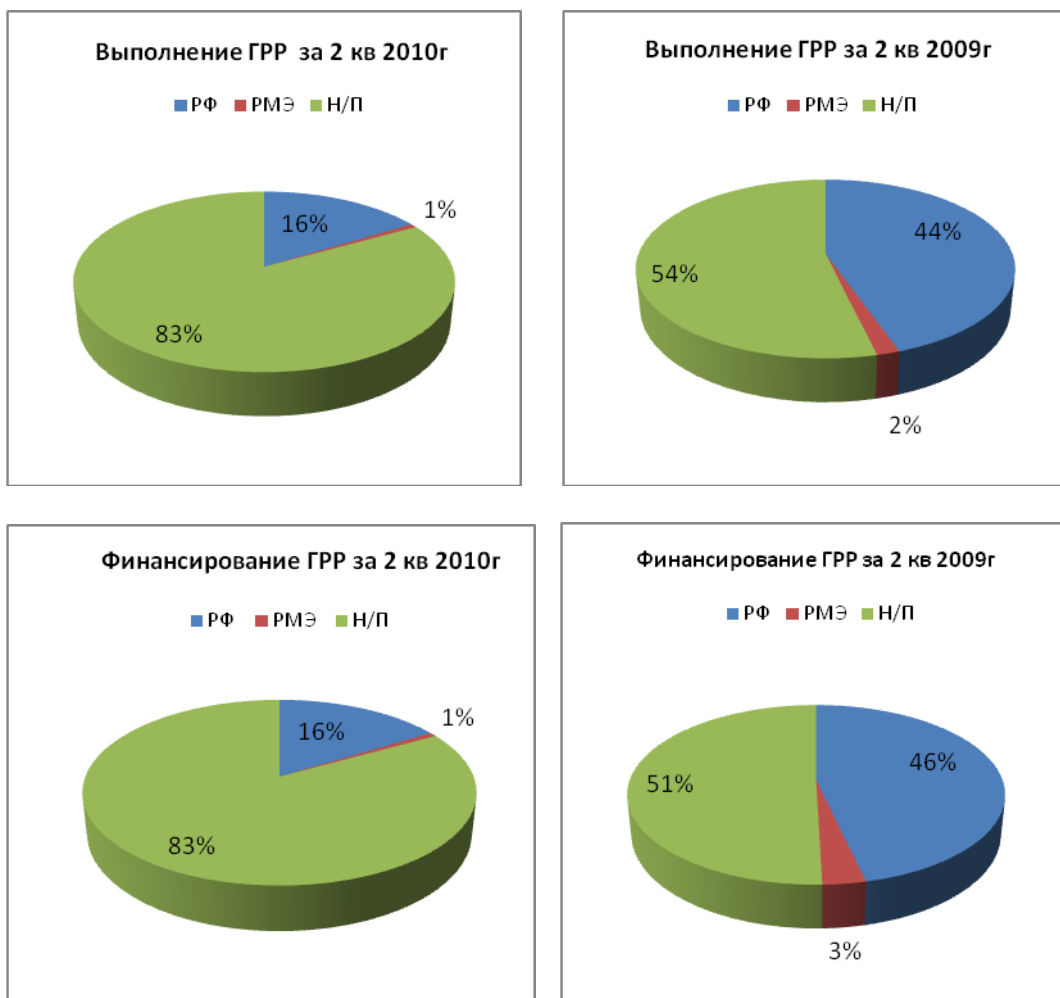 Выполнение ГРР за 2 кв 2010г
РФ РМЭ Н/П
16%
1%
83%
Выполнение ГРР за 2 кв 2009г
РФ РМЭ Н/П
44%
54%
2%
Финансирование ГРР за 2 кв 2010г
РФ РМЭ Н/П
16%
1%
83%
Финансирование ГРР за 2 кв 2009г
РФ РМЭ Н/П
46%
51%
3%